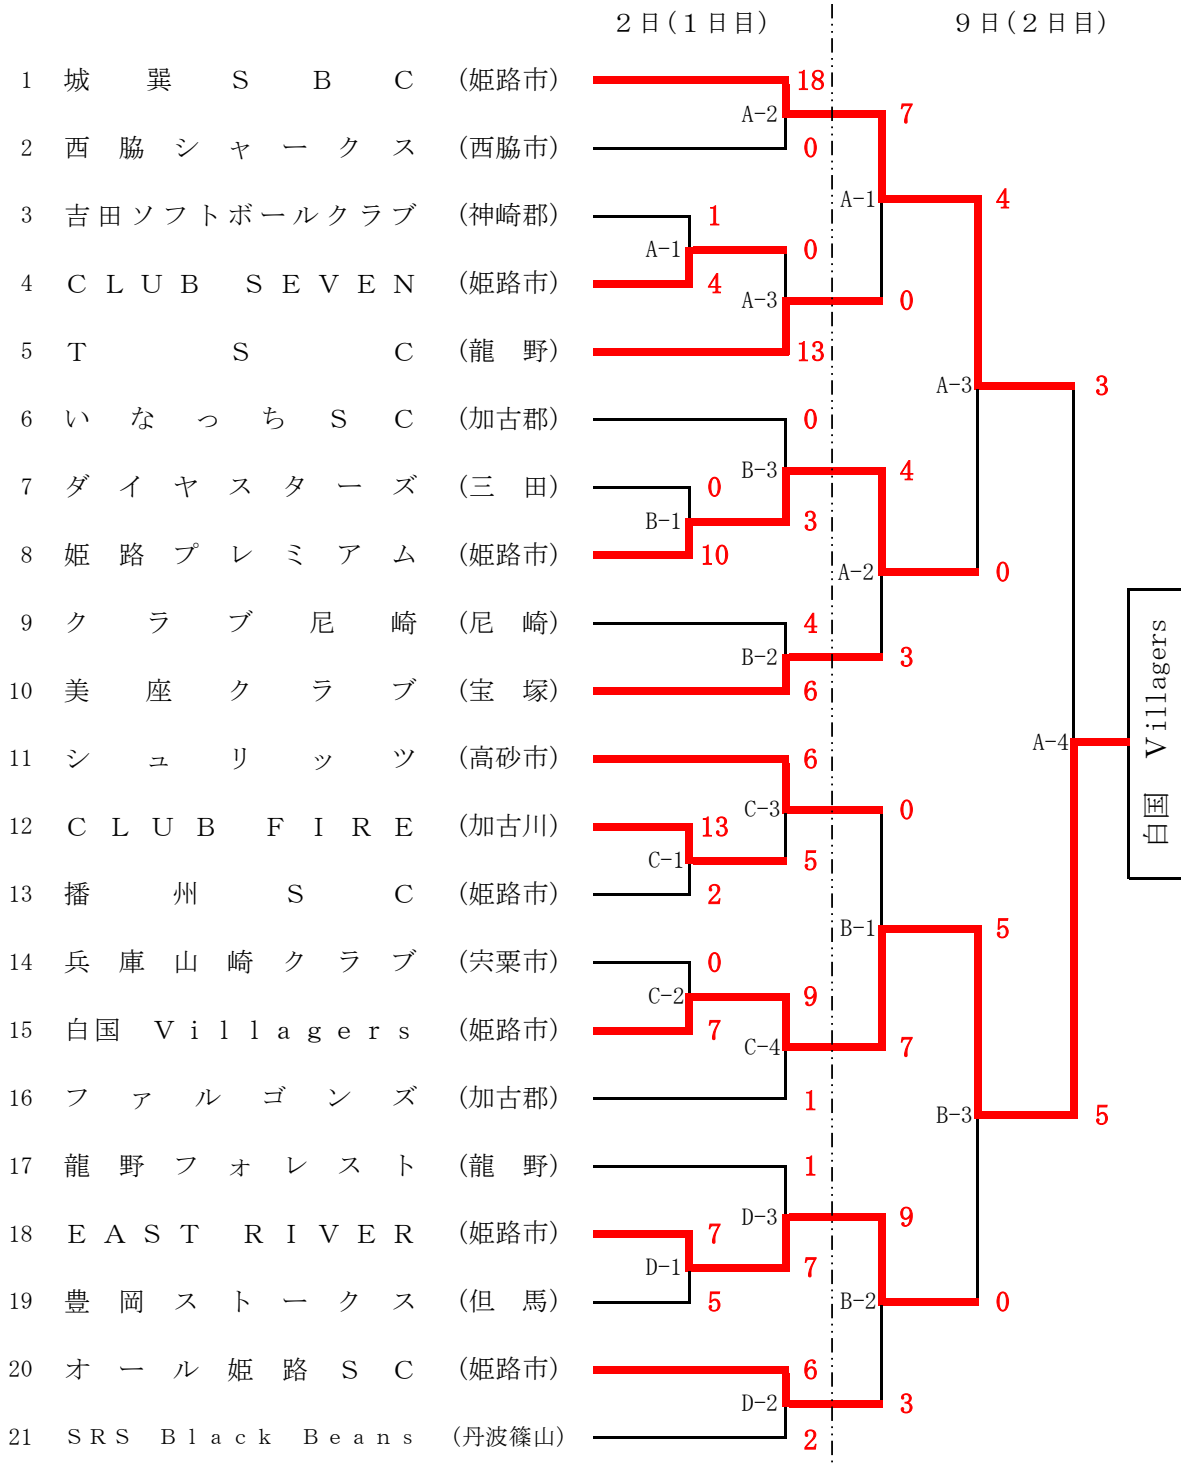 2日(1日目) 9日(2日目)
1 城巽SBC (姫路市) 18
A-2 7
2 西脇シャークス (西脇市) 0
A-1 4
3 吉田ソフトボールクラブ (神崎郡) 1
A-1 0
4 CLUB SEVEN (姫路市) 4
A-3 0
5 TSC (龍野) 13
A-3 3
6 いなっちSC (加古郡) 0
B-3 4
7 ダイヤスターズ (三田) 0
B-1 3
8 姫路プレミアム (姫路市) 10
A-2 0
9 クラブ尼崎 (尼崎) 4
B-2 3
10 美座クラブ (宝塚) 6
A-4 白国 Villagers
11 シュリッツ (高砂市) 6
C-3 0
12 CLUB FIRE (加古川) 13
C-1 5
13 播州SC (姫路市) 2
B-1 5
14 兵庫山崎クラブ (宍粟市) 0
C-2 9
15 白国 Villagers (姫路市) 7
C-4 7
16 ファルゴンズ (加古郡) 1
B-3 5
17 龍野フォレスト (龍野) 1
D-3 9
18 EAST RIVER (姫路市) 7
D-1 7
19 豊岡ストークス (但馬) 5
B-2 0
20 オール姫路SC (姫路市) 6
D-2 3
21 SRS Black Beans (丹波篠山) 2